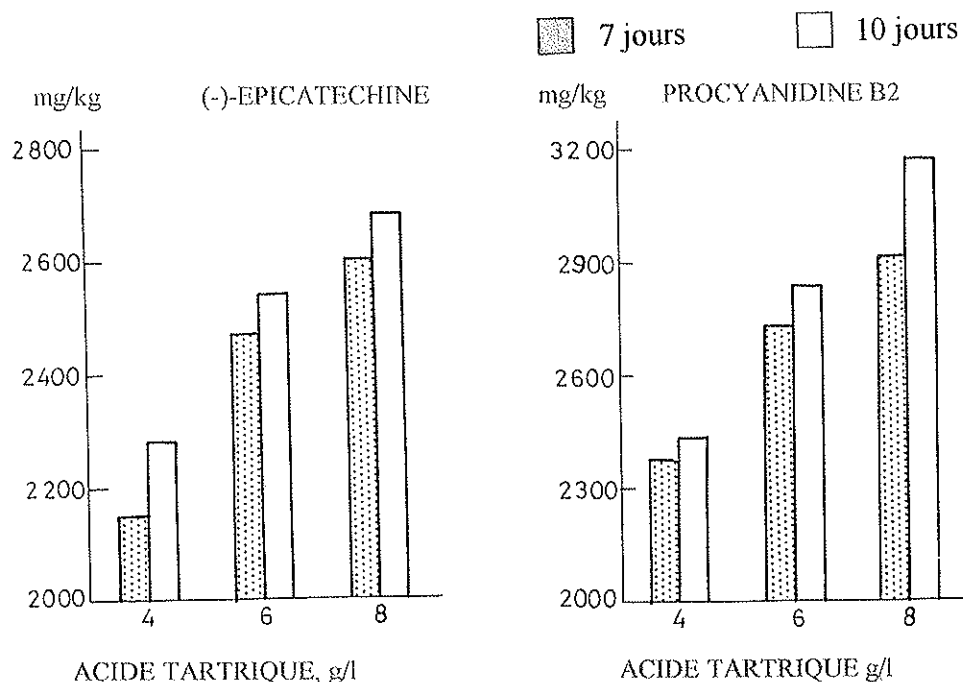 7 jours 10 jours
mg/kg (-)-EPICATECHINE
2800
2600
2400
2200
2000
4 6 8
ACIDE TARTRIQUE, g/l
mg/kg PROCYANIDINE B2
3200
2900
2600
2300
2000
4 6 8
ACIDE TARTRIQUE g/l